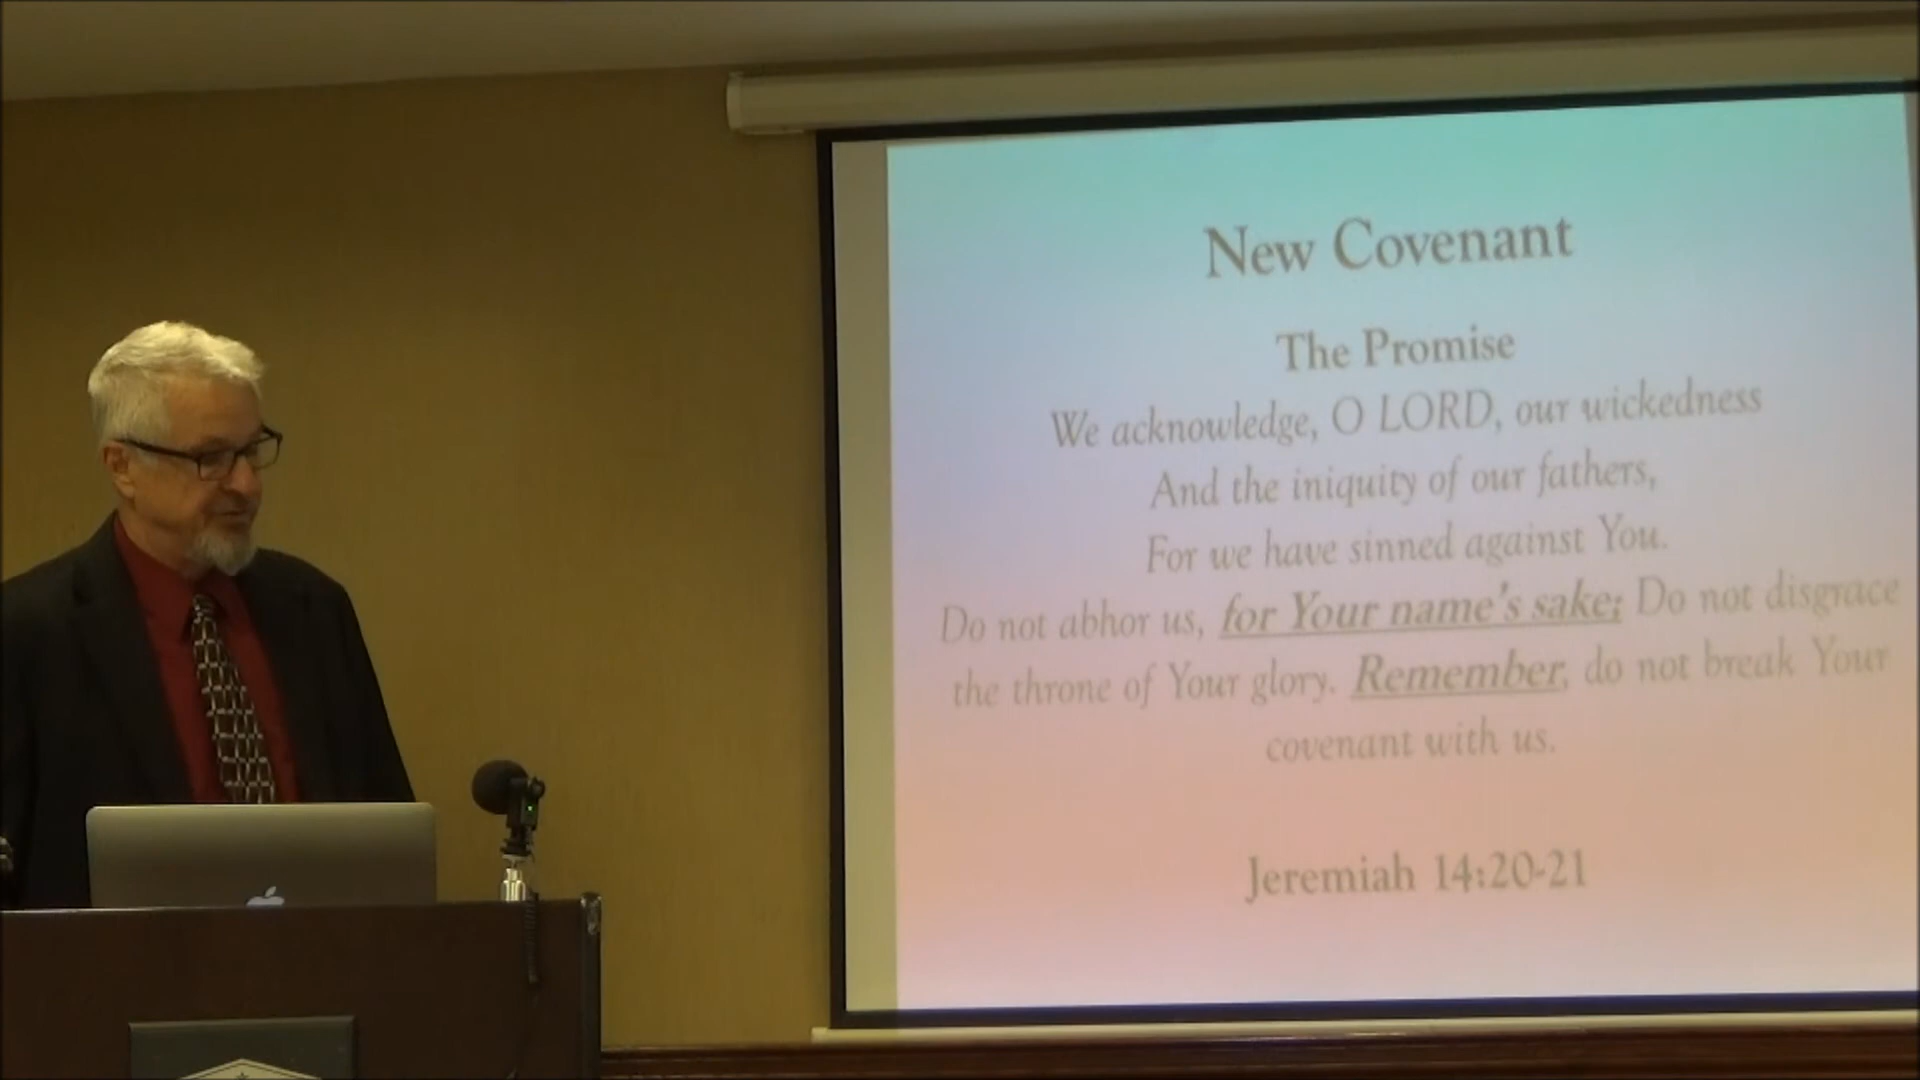 New Covenant
The Promise
We acknowledge, O LORD, our wickedness
And the iniquity of our fathers,
For we have sinned against You.
Do not abhor us, for Your name's sake; Do not disgrace
the throne of Your glory. Remember, do not break Your
covenant with us.
Jeremiah 14:20-21